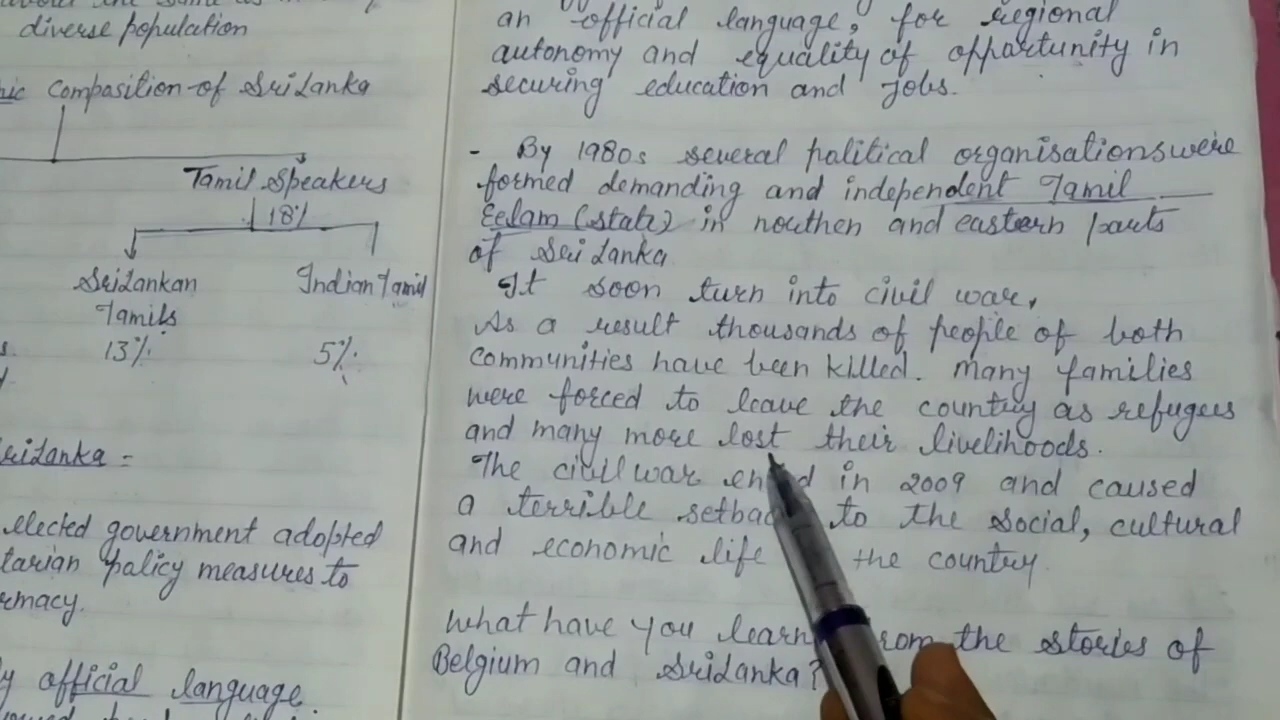 diverse population
Composition of SriLanka
Tamil Speakers
18%
SriLankan
Tamils
13%
Indian Tamil
5%
SriLanka =
elected government adopted
policy measures to
official language.
an official language, for regional
autonomy and equality of opportunity in
securing education and Jobs.
- By 1980s several political organisations were
formed demanding and independent Tamil
Eelam (state) in northen and eastern parts
of Sri Lanka
It soon turn into civil war,
As a result thousands of people of both
communities have been killed. Many families
were forced to leave the country as refugees
and many more lost their livelihoods.
The civil war in 2009 and caused
a terrible to the social, cultural
and economic life the country.
What have you the stories of
Belgium and SriLanka?